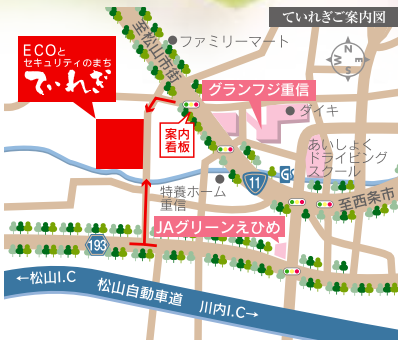 ていれぎご案内図
ECOと
セキュリティのまち
ていれぎ
至松山市街
ファミリーマート
N
W
E
S
グランフジ重信
ダイキ
案内
看板
あいしょく
ドライビング
スクール
11
G
特養ホーム
重信
至西条市
JAグリーンえひめ
193
←松山I.C
松山自動車道
川内I.C→